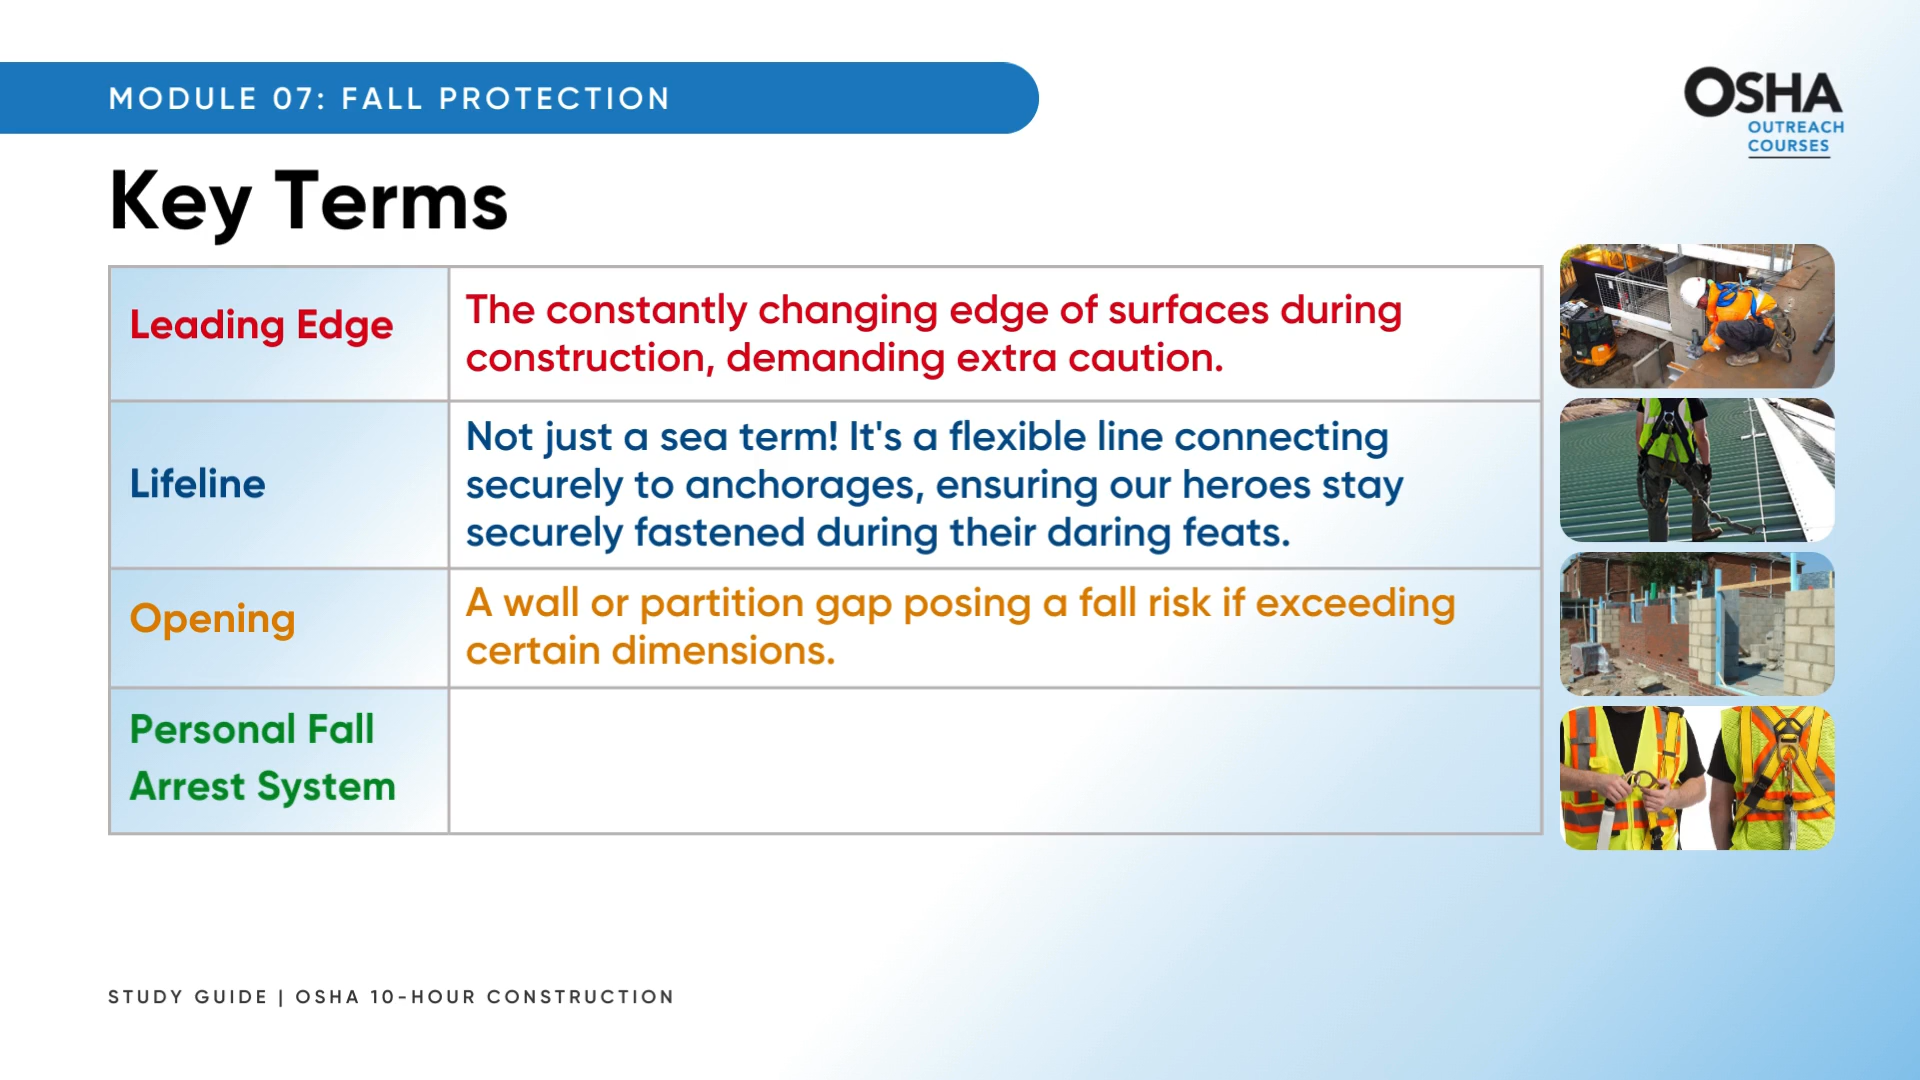 MODULE 07: FALL PROTECTION
OSHA
OUTREACH
COURSES
Key Terms
Leading Edge
The constantly changing edge of surfaces during
construction, demanding extra caution.
Lifeline
Not just a sea term! It's a flexible line connecting
securely to anchorages, ensuring our heroes stay
securely fastened during their daring feats.
Opening
A wall or partition gap posing a fall risk if exceeding
certain dimensions.
Personal Fall
Arrest System
STUDY GUIDE | OSHA 10-HOUR CONSTRUCTION